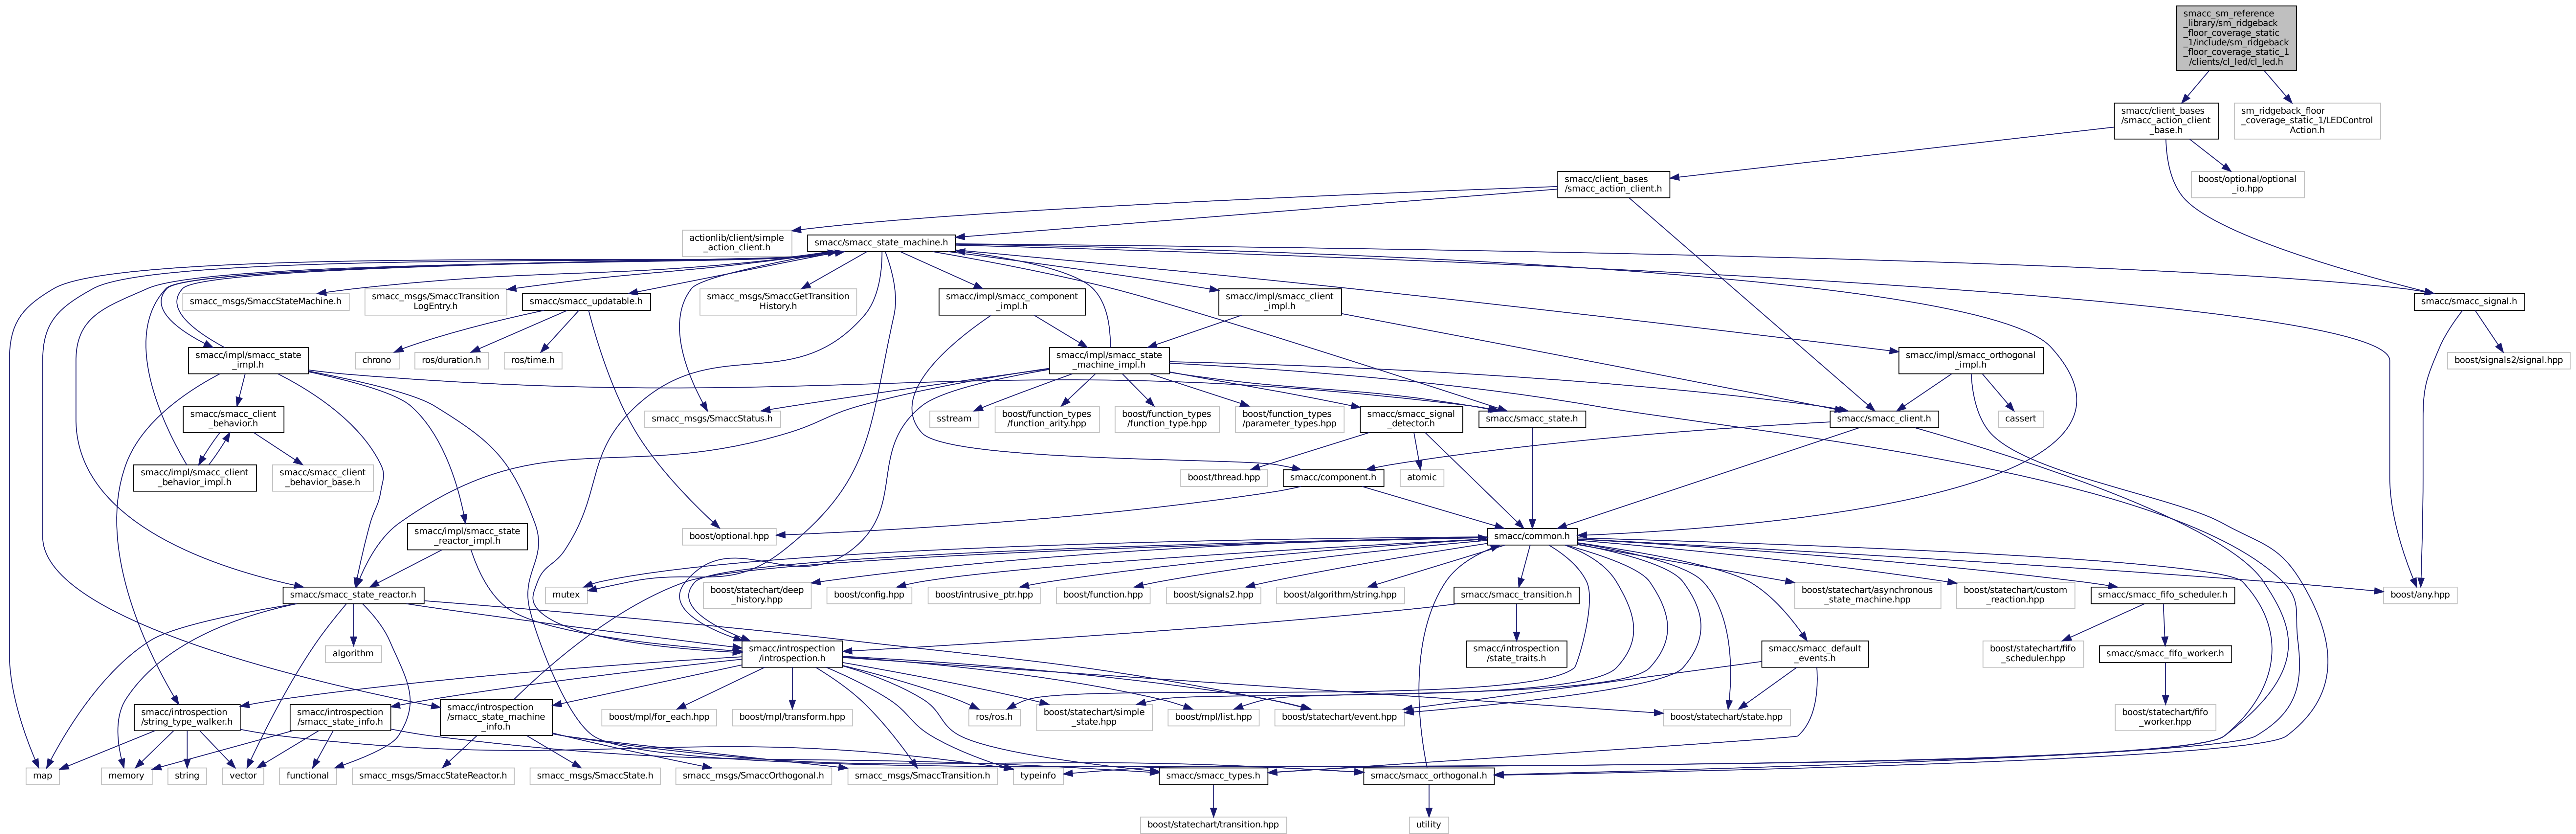 smacc_sm_reference
_library/sm_ridgeback
_floor_coverage_static
_1/include/sm_ridgeback
_floor_coverage_static_1
/clients/cl_led/cl_led.h
smacc/client_bases
/smacc_action_client
_base.h
sm_ridgeback_floor
_coverage_static_1/LEDControl
Action.h
smacc/client_bases
/smacc_action_client.h
boost/optional/optional
_io.hpp
actionlib/client/simple
_action_client.h
smacc/smacc_state_machine.h
smacc_msgs/SmaccStateMachine.h
smacc_msgs/SmaccTransition
LogEntry.h
smacc/smacc_updatable.h
smacc_msgs/SmaccGetTransition
History.h
smacc/impl/smacc_component
_impl.h
smacc/impl/smacc_client
_impl.h
smacc/smacc_signal.h
chrono
ros/duration.h
ros/time.h
smacc/impl/smacc_state
_impl.h
smacc/impl/smacc_state
_machine_impl.h
smacc/impl/smacc_orthogonal
_impl.h
boost/signals2/signal.hpp
smacc/smacc_client
_behavior.h
smacc_msgs/SmaccStatus.h
sstream
boost/function_types
/function_arity.hpp
boost/function_types
/function_type.hpp
boost/function_types
/parameter_types.hpp
smacc/smacc_signal
_detector.h
smacc/smacc_state.h
smacc/smacc_client.h
cassert
smacc/impl/smacc_client
_behavior_impl.h
smacc/smacc_client
_behavior_base.h
boost/thread.hpp
smacc/component.h
atomic
smacc/impl/smacc_state
_reactor_impl.h
boost/optional.hpp
smacc/common.h
smacc/smacc_state_reactor.h
mutex
boost/statechart/deep
_history.hpp
boost/config.hpp
boost/intrusive_ptr.hpp
boost/function.hpp
boost/signals2.hpp
boost/algorithm/string.hpp
smacc/smacc_transition.h
boost/statechart/asynchronous
_state_machine.hpp
boost/statechart/custom
_reaction.hpp
smacc/smacc_fifo_scheduler.h
boost/any.hpp
algorithm
smacc/introspection
/introspection.h
smacc/introspection
/state_traits.h
smacc/smacc_default
_events.h
boost/statechart/fifo
_scheduler.hpp
smacc/smacc_fifo_worker.h
smacc/introspection
/string_type_walker.h
smacc/introspection
/smacc_state_info.h
smacc/introspection
/smacc_state_machine
_info.h
boost/mpl/for_each.hpp
boost/mpl/transform.hpp
ros/ros.h
boost/statechart/simple
_state.hpp
boost/mpl/list.hpp
boost/statechart/event.hpp
boost/statechart/state.hpp
boost/statechart/fifo
_worker.hpp
map
memory
string
vector
functional
smacc_msgs/SmaccStateReactor.h
smacc_msgs/SmaccState.h
smacc_msgs/SmaccOrthogonal.h
smacc_msgs/SmaccTransition.h
typeinfo
smacc/smacc_types.h
smacc/smacc_orthogonal.h
boost/statechart/transition.hpp
utility